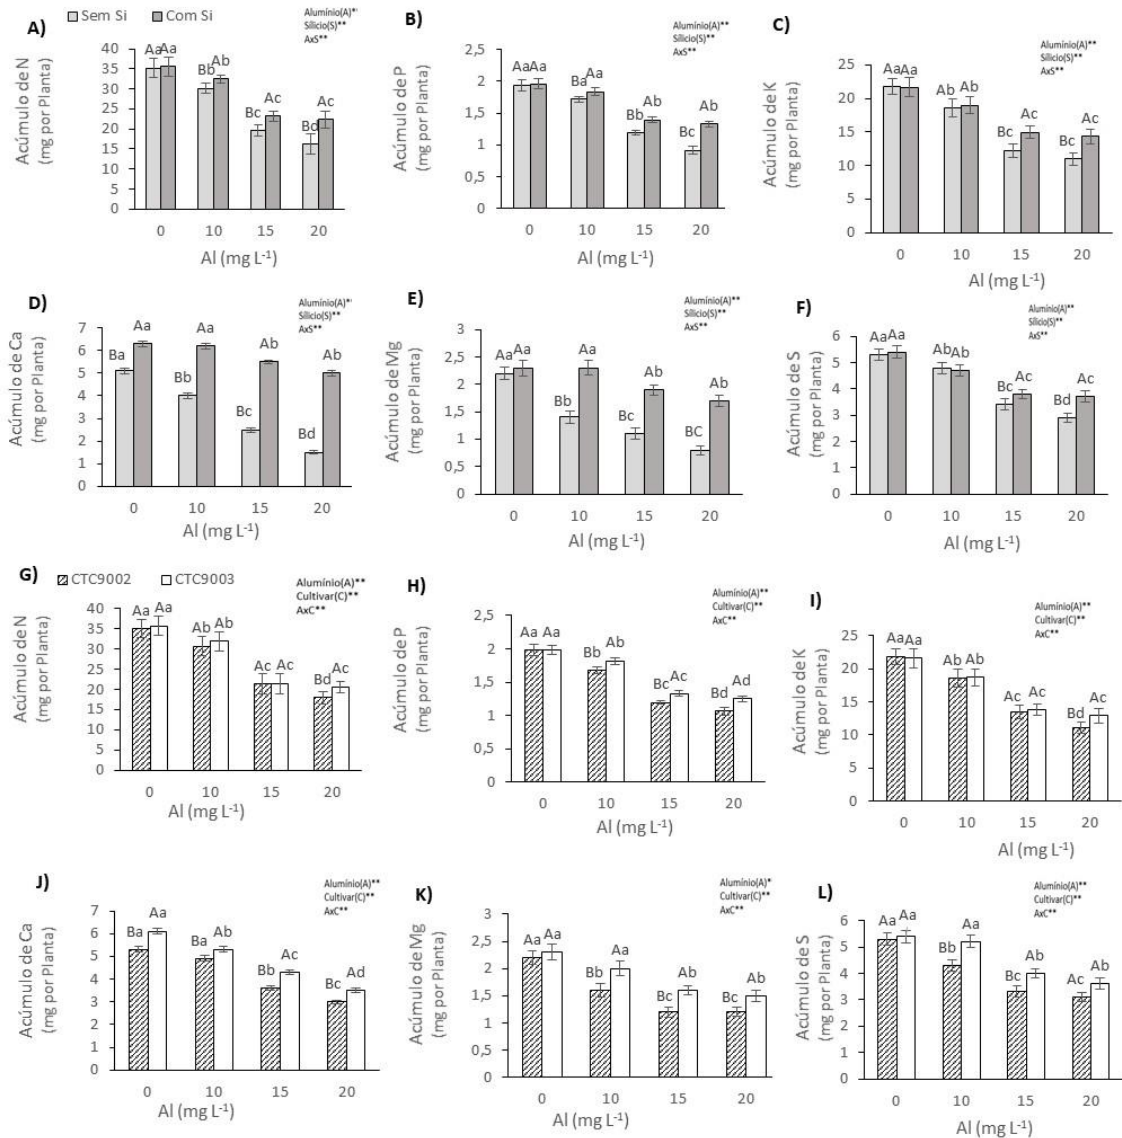 Sem Si Com Si
A)
Alumínio(A)*'
Sílicio(S)**
AxS**
Acúmulo de N
(mg por Planta)
40
35
30
25
20
15
10
5
0
Aa Aa
Bb Ab
Bc Ac
Bd Ac
0 10 15 20
Al (mg L⁻¹)
B)
Alumínio(A)**
Sílicio(S)**
AxS**
Acúmulo de P
(mg por Planta)
2,5
2
1,5
1
0,5
0
Aa Aa
Ba Aa
Bb Ab
Bc Ab
0 10 15 20
Al (mg L⁻¹)
C)
Alumínio(A)**
Sílicio(S)**
AxS**
Acúmulo de K
(mg por Planta)
25
20
15
10
5
0
Aa Aa
Ab Ab
Bc Ac
Bc Ac
0 10 15 20
Al (mg L⁻¹)
D)
Alumínio(A)*'
Sílicio(S)**
AxS**
Acúmulo de Ca
(mg por Planta)
7
6
5
4
3
2
1
0
Ba Aa
Bb Aa
Bc Ab
Bd Ab
0 10 15 20
Al (mg L⁻¹)
E)
Alumínio(A)**
Sílicio(S)**
AxS**
Acúmulo de Mg
(mg por Planta)
3
2,5
2
1,5
1
0,5
0
Aa Aa
Bb Aa
Bc Ab
BC Ab
0 10 15 20
Al (mg L⁻¹)
F)
Alumínio(A)**
Sílicio(S)**
AxS**
Acúmulo de S
(mg por Planta)
6
5
4
3
2
1
0
Aa Aa
Ab Ab
Bc Ac
Bd Ac
0 10 15 20
Al (mg L⁻¹)
G) CTC9002 CTC9003
Alumínio(A)**
Cultivar(C)**
AxC**
Acúmulo de N
(mg por Planta)
40
35
30
25
20
15
10
5
0
Aa Aa
Ab Ab
Ac Ac
Bd Ac
0 10 15 20
Al (mg L⁻¹)
H)
Alumínio(A)**
Cultivar(C)**
AxC**
Acúmulo de P
(mg por Planta)
2,5
2
1,5
1
0,5
0
Aa Aa
Bb Ab
Bc Ac
Bd Ad
0 10 15 20
Al (mg L⁻¹)
I)
Alumínio(A)**
Cultivar(C)**
AxC**
Acúmulo de K
(mg por Planta)
25
20
15
10
5
0
Aa Aa
Ab Ab
Ac Ac
Bd Ac
0 10 15 20
Al (mg L⁻¹)
J)
Alumínio(A)**
Cultivar(C)**
AxC**
Acúmulo de Ca
(mg por Planta)
7
6
5
4
3
2
1
0
Ba Aa
Ba Ab
Bb Ac
Bc Ad
0 10 15 20
Al (mg L⁻¹)
K)
Alumínio(A)*
Cultivar(C)**
AxC**
Acúmulo de Mg
(mg por Planta)
3
2,5
2
1,5
1
0,5
0
Aa Aa
Bb Aa
Bc Ab
Bc Ab
0 10 15 20
Al (mg L⁻¹)
L)
Alumínio(A)**
Cultivar(C)**
AxC**
Acúmulo de S
(mg por Planta)
6
5
4
3
2
1
0
Aa Aa
Bb Aa
Bc Ab
Ac Ab
0 10 15 20
Al (mg L⁻¹)